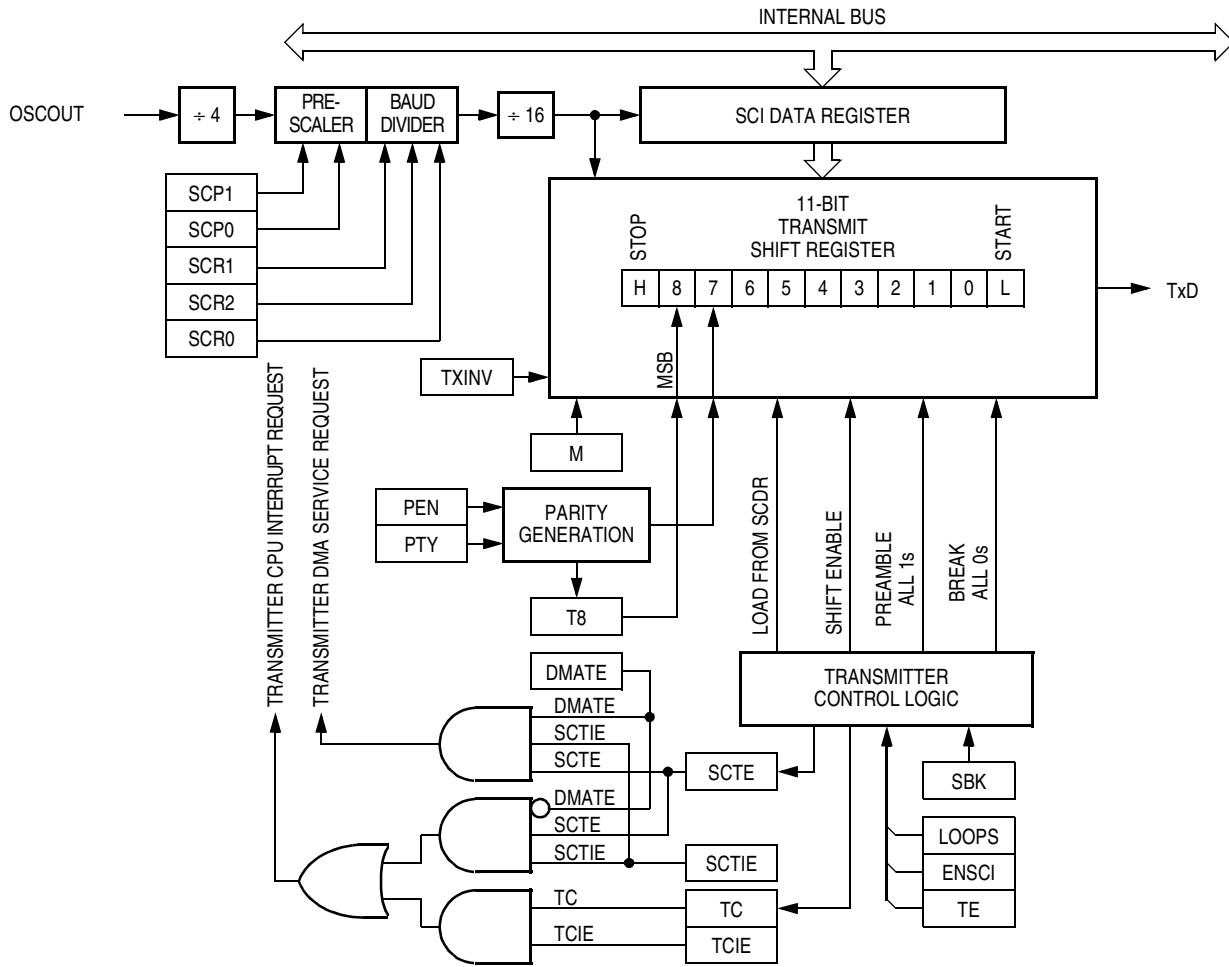 INTERNAL BUS
OSCOUT
÷ 4
PRE-
SCALER
BAUD
DIVIDER
÷ 16
SCI DATA REGISTER
SCP1
SCP0
SCR1
SCR2
SCR0
11-BIT
TRANSMIT
SHIFT REGISTER
STOP
START
H 8 7 6 5 4 3 2 1 0 L
TxD
TXINV
MSB
M
PEN
PTY
PARITY
GENERATION
T8
TRANSMITTER CPU INTERRUPT REQUEST
TRANSMITTER DMA SERVICE REQUEST
LOAD FROM SCDR
SHIFT ENABLE
PREAMBLE
ALL 1s
BREAK
ALL 0s
TRANSMITTER
CONTROL LOGIC
DMATE
DMATE
SCTIE
SCTE
SCTE
DMATE
SCTE
SCTIE
SCTIE
TC
TC
TCIE
TCIE
SBK
LOOPS
ENSCI
TE